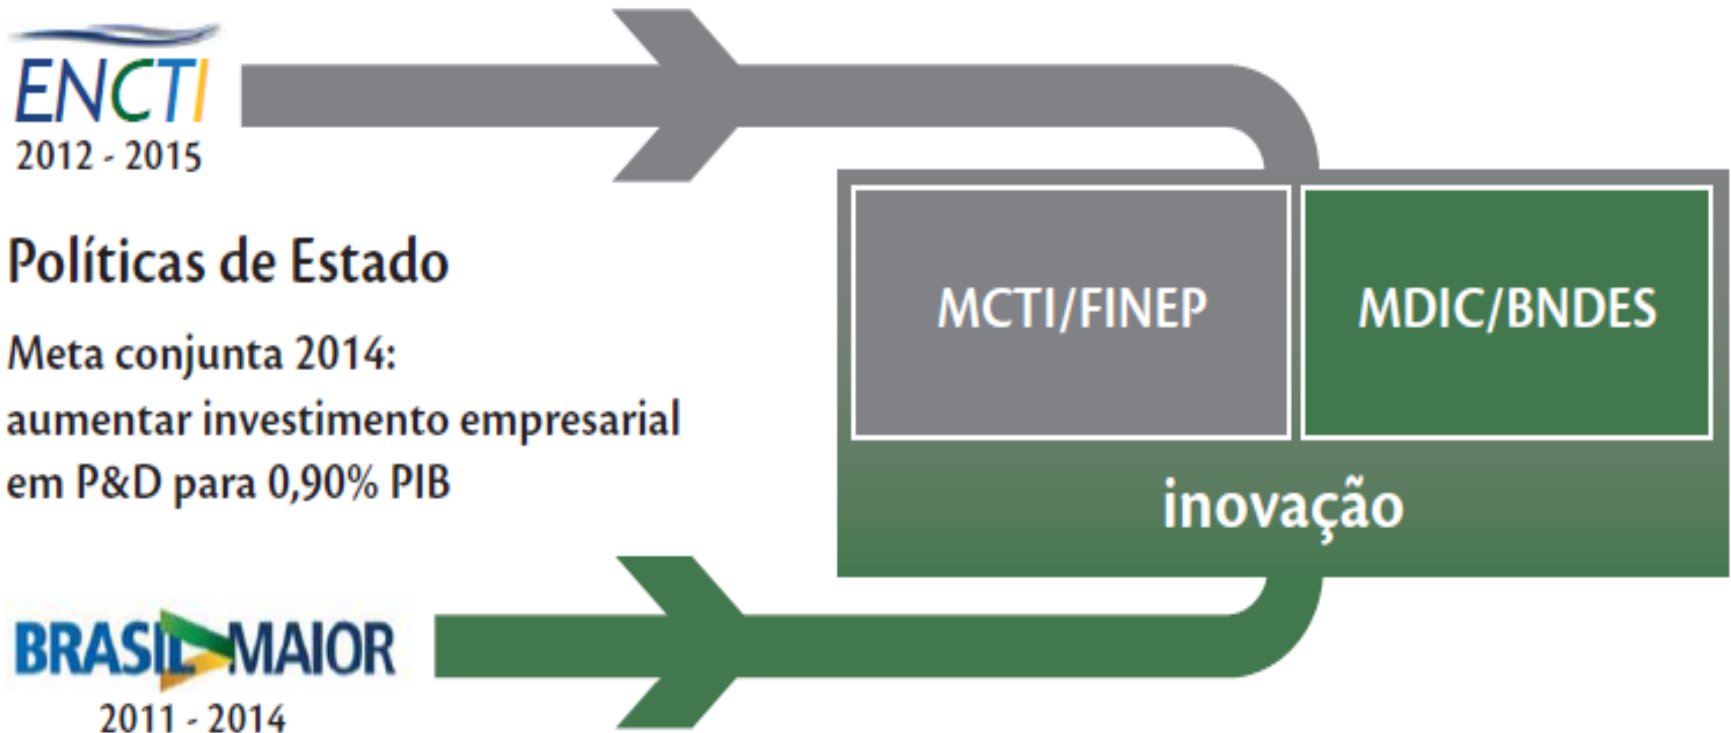 ENCTI
2012 - 2015
Políticas de Estado
Meta conjunta 2014:
aumentar investimento empresarial
em P&D para 0,90% PIB
BRASIL MAIOR
2011 - 2014
MCTI/FINEP
MDIC/BNDES
inovação